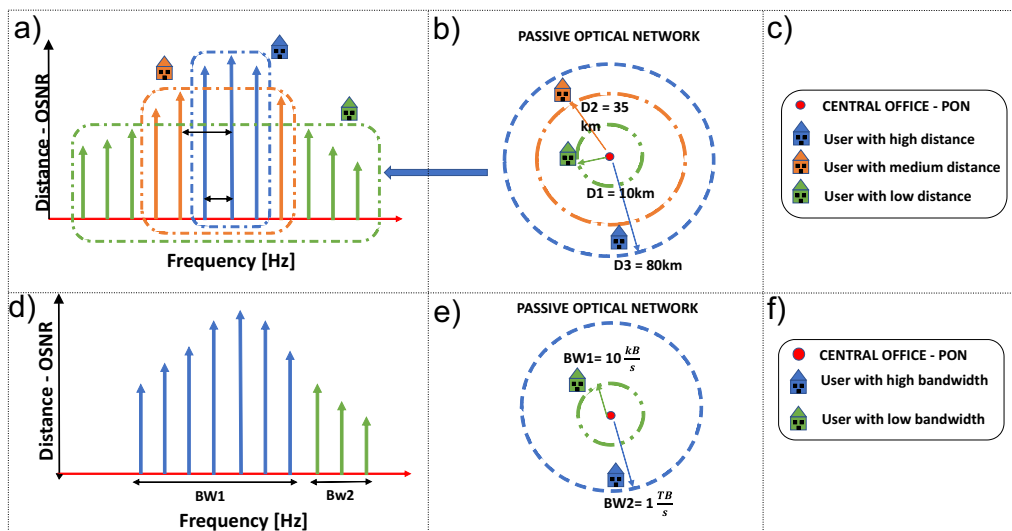 a)
Distance - OSNR
Frequency [Hz]
b)
PASSIVE OPTICAL NETWORK
D2 = 35
km
D1 = 10km
D3 = 80km
c)
CENTRAL OFFICE - PON
User with high distance
User with medium distance
User with low distance
d)
Distance - OSNR
BW1
Bw2
Frequency [Hz]
e)
PASSIVE OPTICAL NETWORK
BW1= 10 kB/s
BW2= 1 TB/s
f)
CENTRAL OFFICE - PON
User with high bandwidth
User with low bandwidth